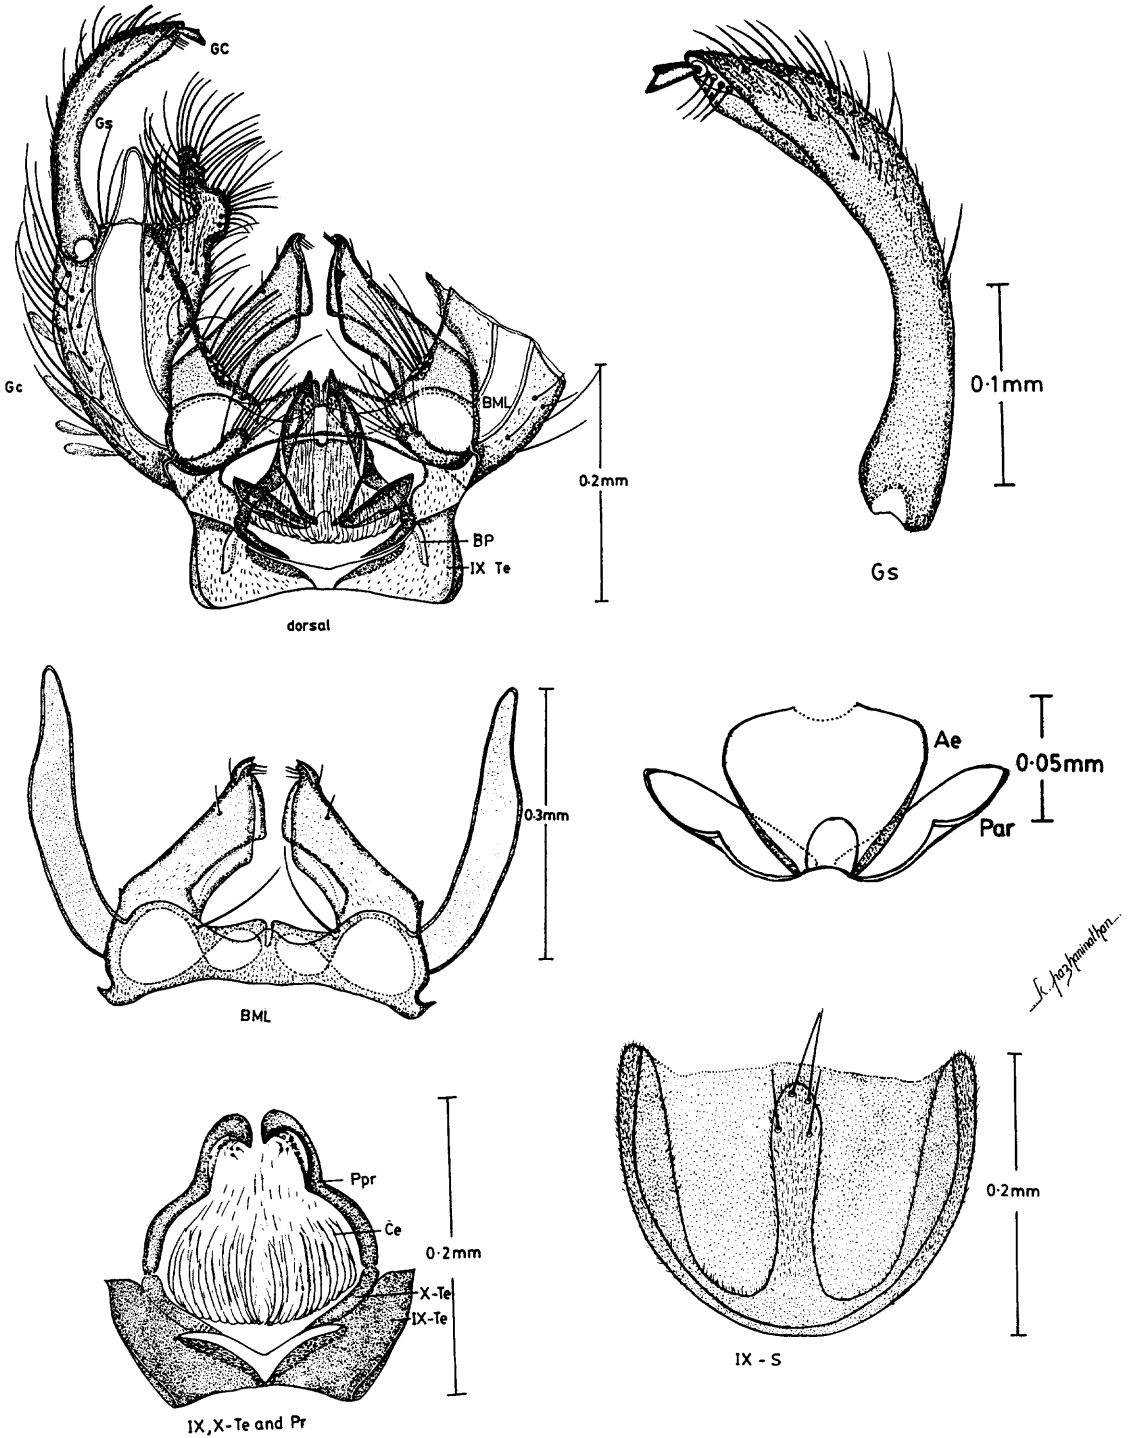 GC
Gs
Gc
BML
0·2mm
BP
IX Te
dorsal
0·1mm
Gs
0·3mm
BML
Ae
0·05mm
Par
K. Pazhaninathan
Ppr
Ce
0·2mm
X-Te
IX-Te
IX,X-Te and Pr
0·2mm
IX - S